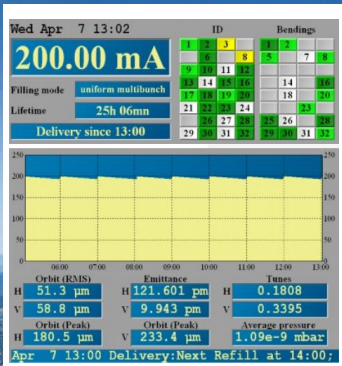 Wed Apr 7 13:02
200.00 mA
Filling mode uniform multibunch
Lifetime 25h 06mn
Delivery since 13:00
ID Bendings
1 2 3 1 2
6 8 5 7 8
9 10 11 12
13 14 15 16 14 16
17 18 19 20 18 20
21 22 23 24 23
26 27 28 25 26 28
29 30 31 32 29 30 31 32
250 250
200 200
150 150
100 100
50 50
0 0
06:00 07:00 08:00 09:00 10:00 11:00 12:00 13:00
Orbit (RMS) Emittance Tunes
H 51.3 µm H 121.601 pm H 0.1808
V 58.8 µm V 9.943 pm V 0.3395
Orbit (Peak) Orbit (Peak) Average pressure
H 180.5 µm V 233.4 µm 1.09e-9 mbar
Apr 7 13:00 Delivery:Next Refill at 14:00;